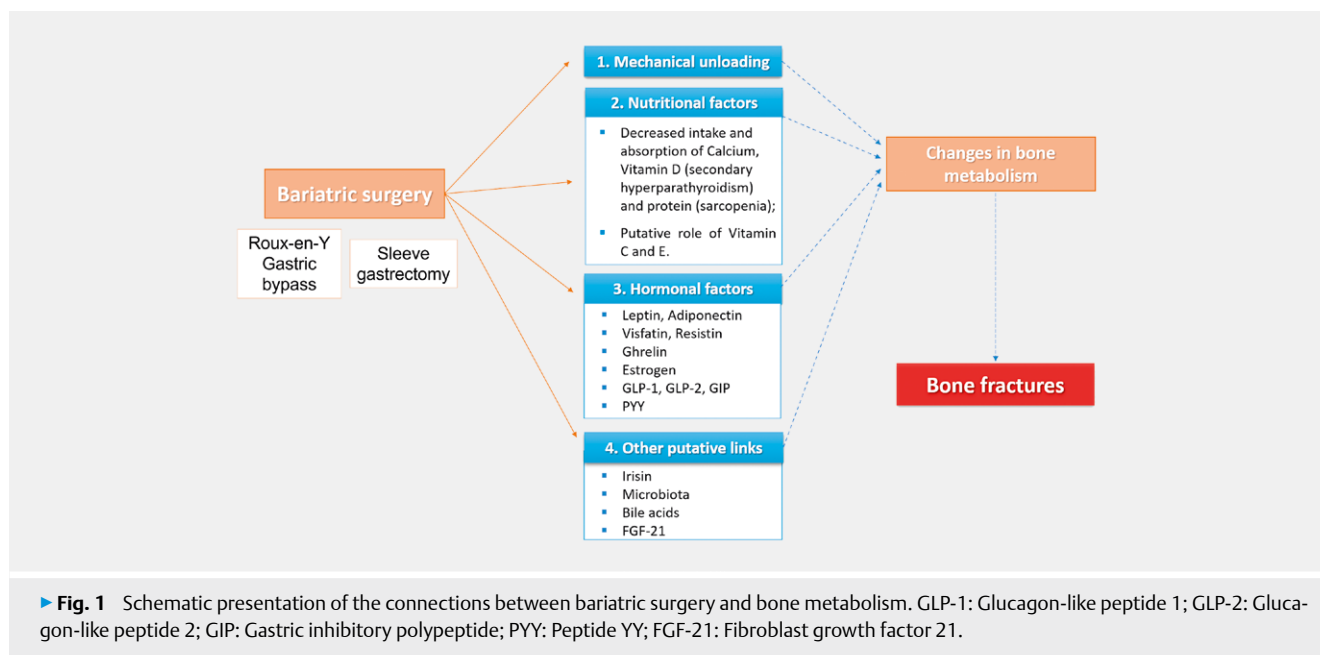 Bariatric surgery
Roux-en-Y
Gastric
bypass
Sleeve
gastrectomy
1. Mechanical unloading
2. Nutritional factors
▪ Decreased intake and
absorption of Calcium,
Vitamin D (secondary
hyperparathyroidism)
and protein (sarcopenia);
▪ Putative role of Vitamin
C and E.
3. Hormonal factors
▪ Leptin, Adiponectin
▪ Visfatin, Resistin
▪ Ghrelin
▪ Estrogen
▪ GLP-1, GLP-2, GIP
▪ PYY
4. Other putative links
▪ Irisin
▪ Microbiota
▪ Bile acids
▪ FGF-21
Changes in bone
metabolism
Bone fractures
▶ Fig. 1 Schematic presentation of the connections between bariatric surgery and bone metabolism. GLP-1: Glucagon-like peptide 1; GLP-2: Gluca-
gon-like peptide 2; GIP: Gastric inhibitory polypeptide; PYY: Peptide YY; FGF-21: Fibroblast growth factor 21.